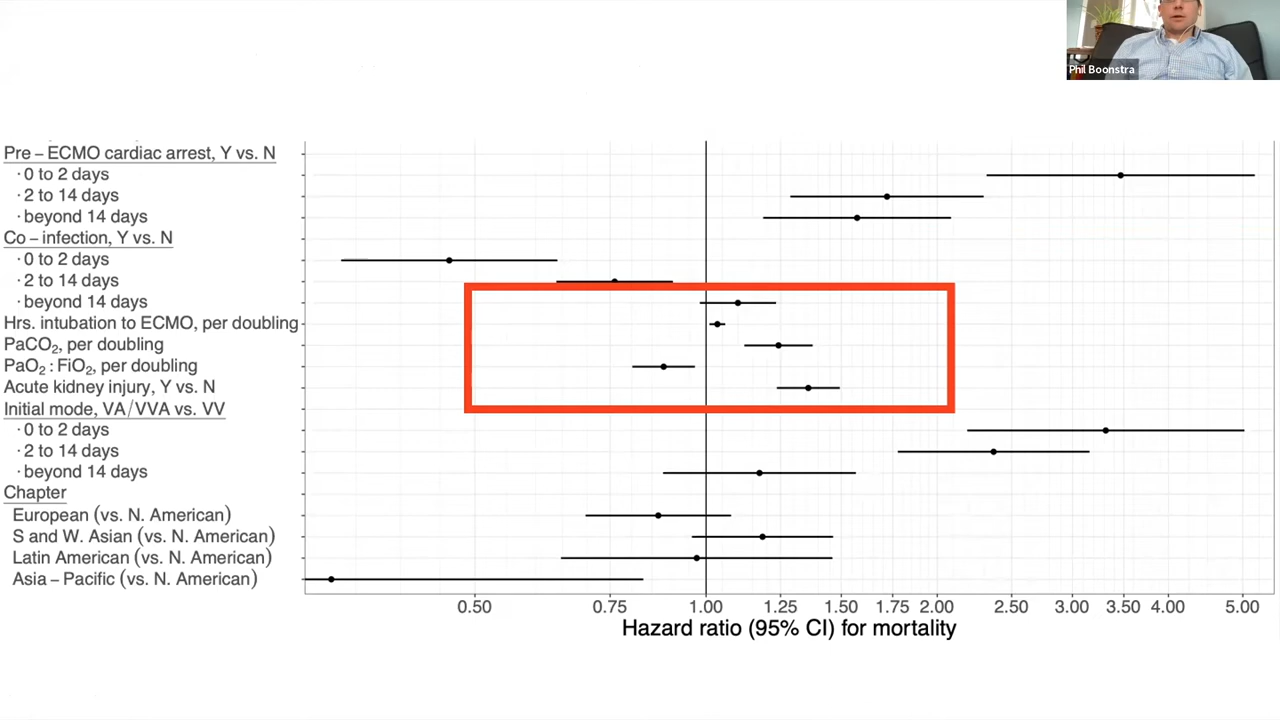 Phil Boonstra
Pre – ECMO cardiac arrest, Y vs. N
· 0 to 2 days
· 2 to 14 days
· beyond 14 days
Co – infection, Y vs. N
· 0 to 2 days
· 2 to 14 days
· beyond 14 days
Hrs. intubation to ECMO, per doubling
PaCO₂, per doubling
PaO₂ : FiO₂, per doubling
Acute kidney injury, Y vs. N
Initial mode, VA/VVA vs. VV
· 0 to 2 days
· 2 to 14 days
· beyond 14 days
Chapter
European (vs. N. American)
S and W. Asian (vs. N. American)
Latin American (vs. N. American)
Asia – Pacific (vs. N. American)
0.50 0.75 1.00 1.25 1.50 1.75 2.00 2.50 3.00 3.50 4.00 5.00
Hazard ratio (95% CI) for mortality